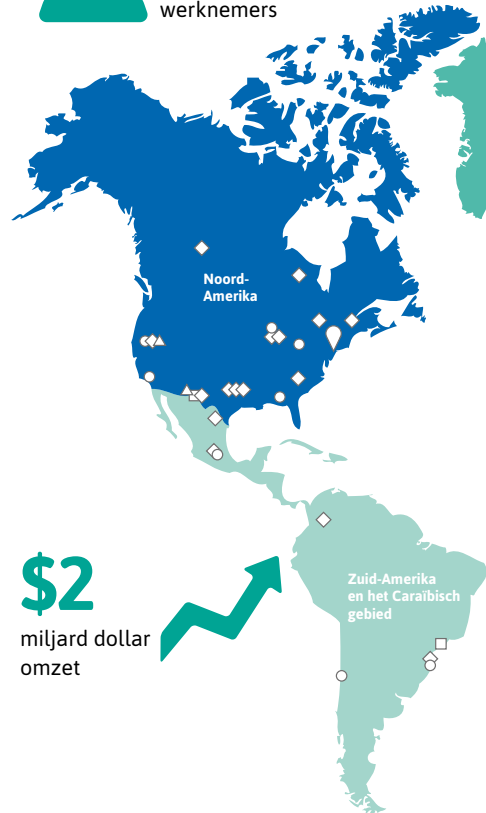 werknemers
Noord-
Amerika
$2
miljard dollar
omzet
Zuid-Amerika
en het Caraïbisch
gebied